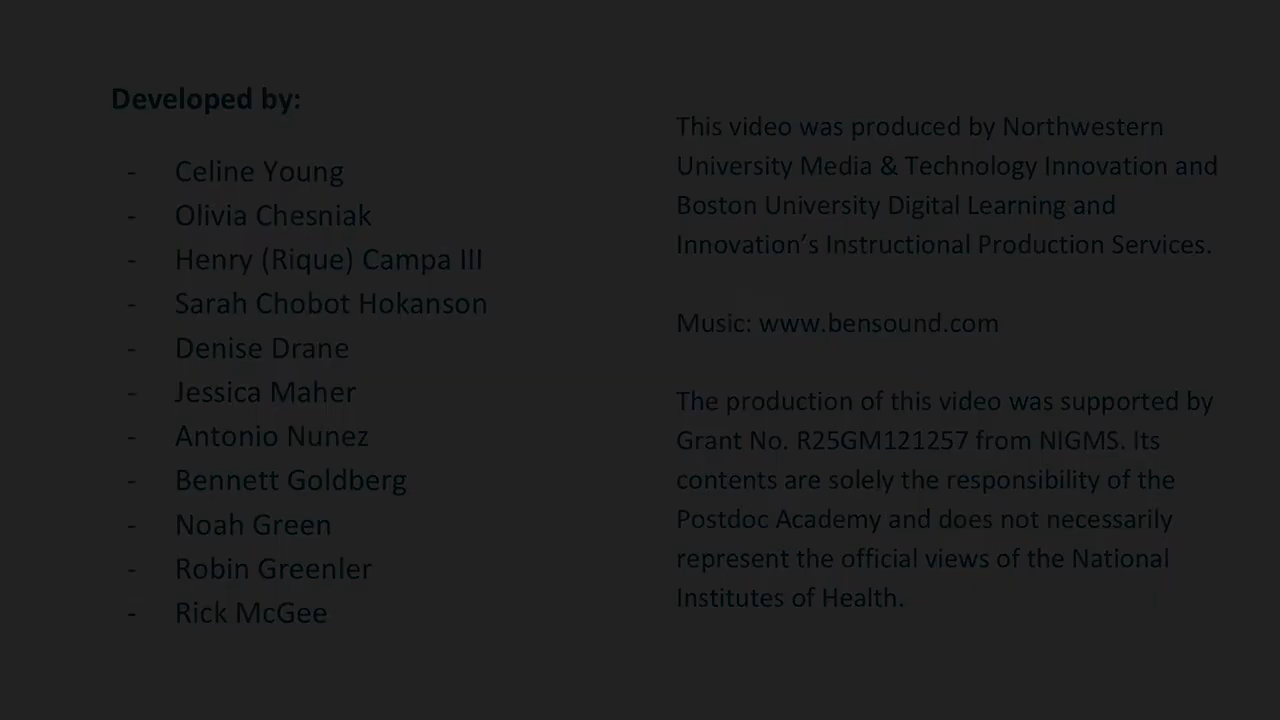 Developed by:
- Celine Young
- Olivia Chesniak
- Henry (Rique) Campa III
- Sarah Chobot Hokanson
- Denise Drane
- Jessica Maher
- Antonio Nunez
- Bennett Goldberg
- Noah Green
- Robin Greenler
- Rick McGee
This video was produced by Northwestern
University Media & Technology Innovation and
Boston University Digital Learning and
Innovation’s Instructional Production Services.
Music: www.bensound.com
The production of this video was supported by
Grant No. R25GM121257 from NIGMS. Its
contents are solely the responsibility of the
Postdoc Academy and does not necessarily
represent the official views of the National
Institutes of Health.